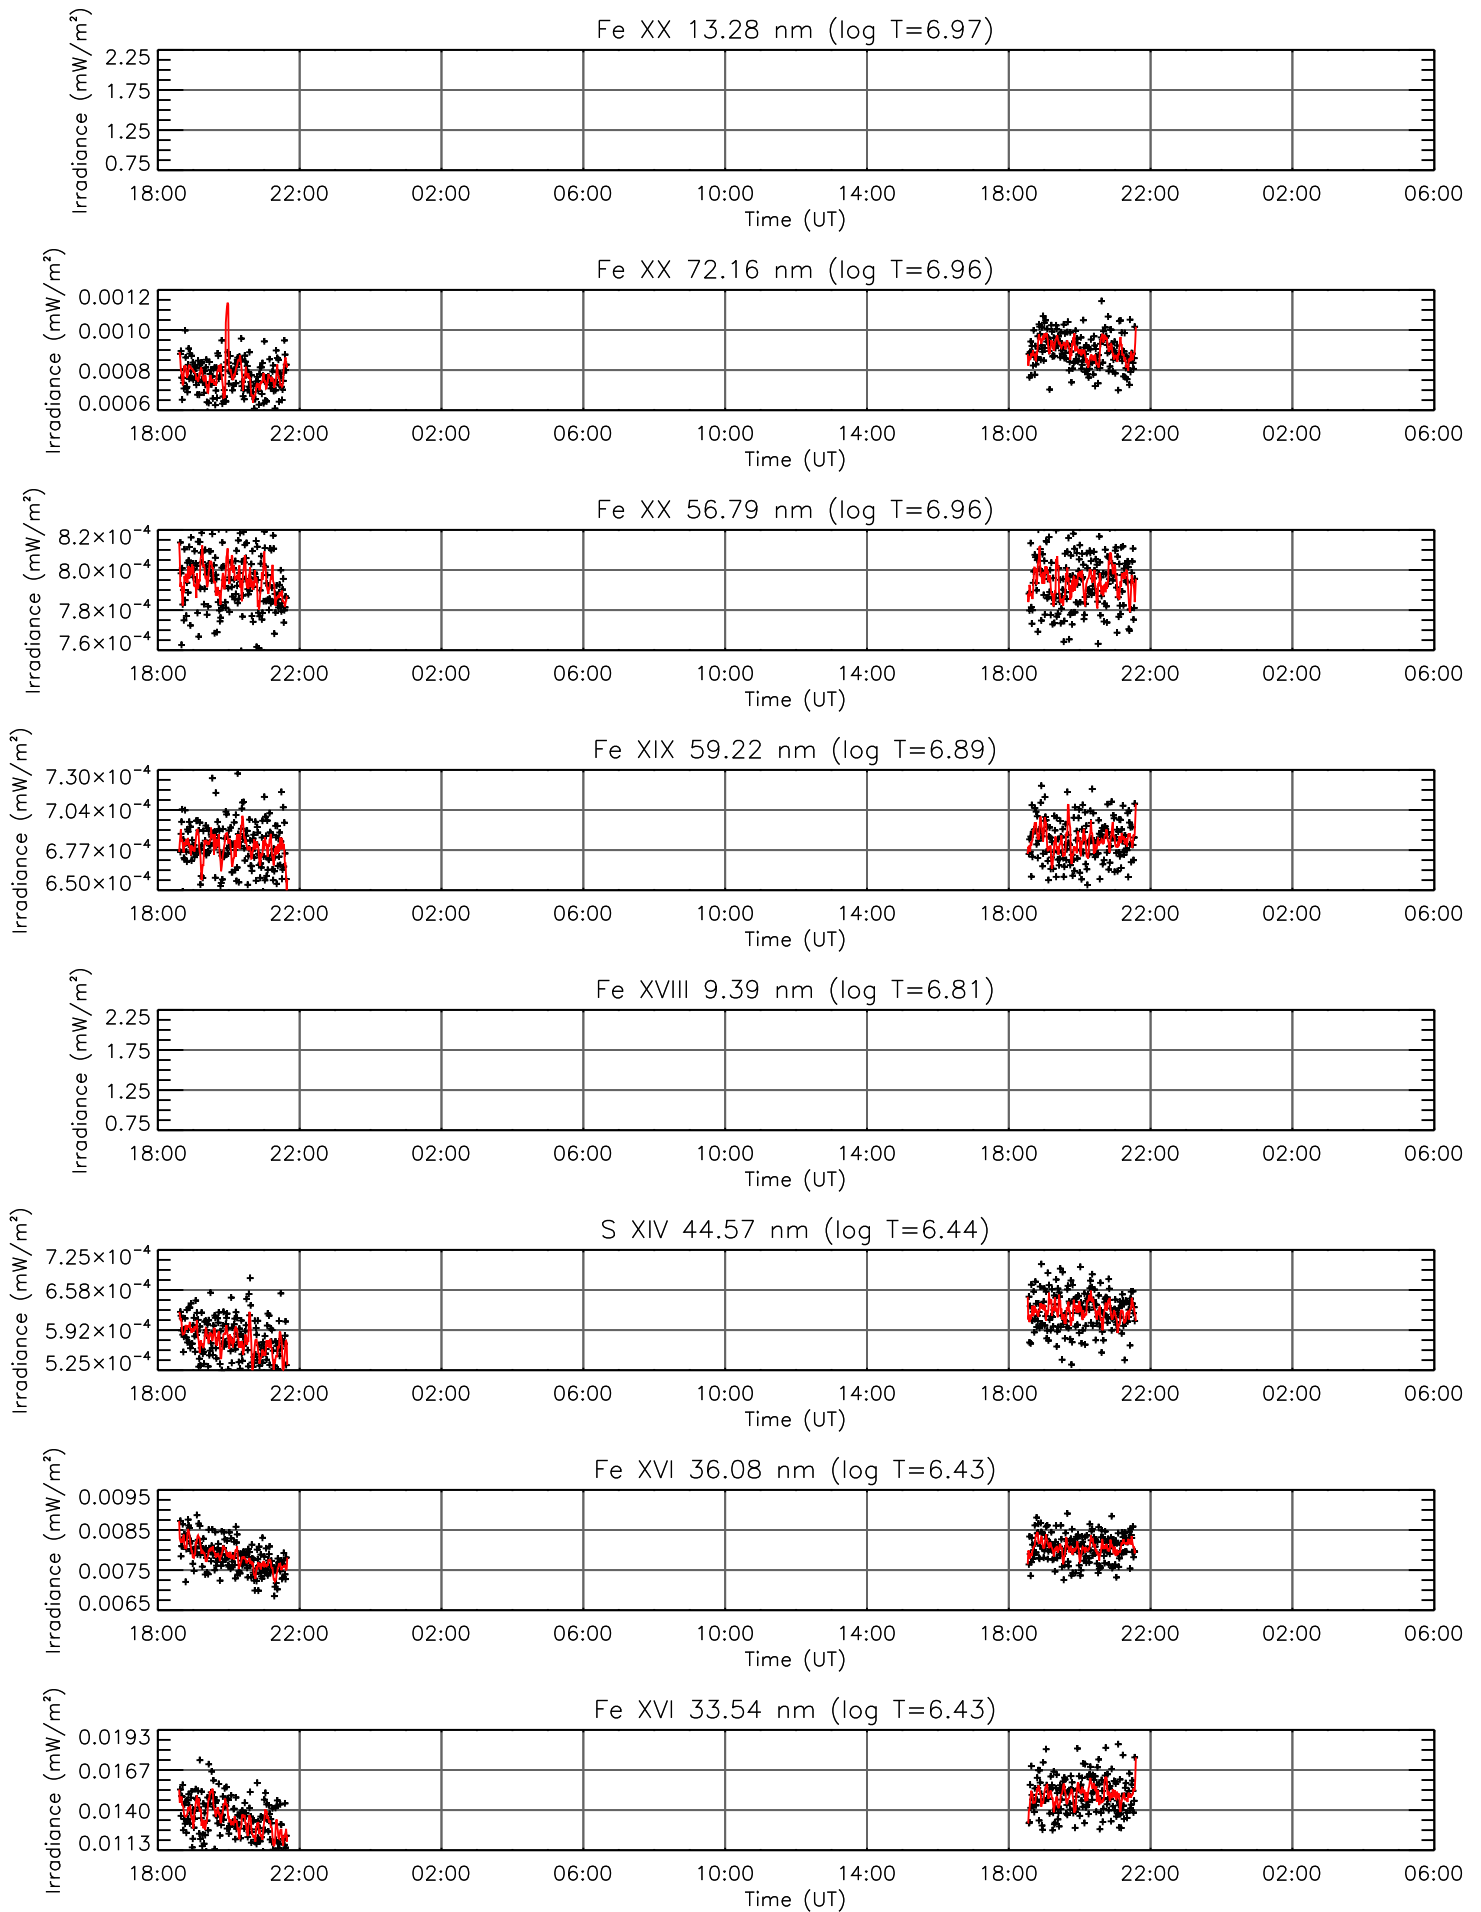 Fe XX 13.28 nm (log T=6.97)
Irradiance (mW/m²)
2.25
1.75
1.25
0.75
18:00 22:00 02:00 06:00 10:00 14:00 18:00 22:00 02:00 06:00
Time (UT)
Fe XX 72.16 nm (log T=6.96)
Irradiance (mW/m²)
0.0012
0.0010
0.0008
0.0006
18:00 22:00 02:00 06:00 10:00 14:00 18:00 22:00 02:00 06:00
Time (UT)
Fe XX 56.79 nm (log T=6.96)
Irradiance (mW/m²)
8.2×10⁻⁴
8.0×10⁻⁴
7.8×10⁻⁴
7.6×10⁻⁴
18:00 22:00 02:00 06:00 10:00 14:00 18:00 22:00 02:00 06:00
Time (UT)
Fe XIX 59.22 nm (log T=6.89)
Irradiance (mW/m²)
7.30×10⁻⁴
7.04×10⁻⁴
6.77×10⁻⁴
6.50×10⁻⁴
18:00 22:00 02:00 06:00 10:00 14:00 18:00 22:00 02:00 06:00
Time (UT)
Fe XVIII 9.39 nm (log T=6.81)
Irradiance (mW/m²)
2.25
1.75
1.25
0.75
18:00 22:00 02:00 06:00 10:00 14:00 18:00 22:00 02:00 06:00
Time (UT)
S XIV 44.57 nm (log T=6.44)
Irradiance (mW/m²)
7.25×10⁻⁴
6.58×10⁻⁴
5.92×10⁻⁴
5.25×10⁻⁴
18:00 22:00 02:00 06:00 10:00 14:00 18:00 22:00 02:00 06:00
Time (UT)
Fe XVI 36.08 nm (log T=6.43)
Irradiance (mW/m²)
0.0095
0.0085
0.0075
0.0065
18:00 22:00 02:00 06:00 10:00 14:00 18:00 22:00 02:00 06:00
Time (UT)
Fe XVI 33.54 nm (log T=6.43)
Irradiance (mW/m²)
0.0193
0.0167
0.0140
0.0113
18:00 22:00 02:00 06:00 10:00 14:00 18:00 22:00 02:00 06:00
Time (UT)